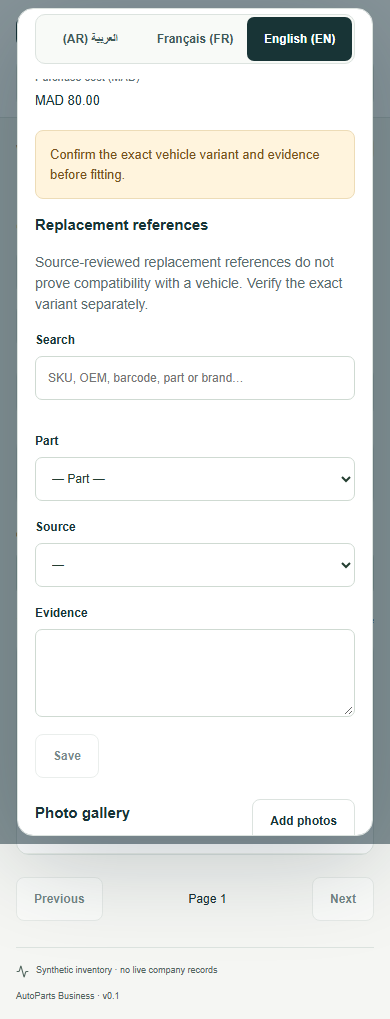 العربية (AR)
Français (FR)
English (EN)
Purchase cost (MAD)
MAD 80.00
Confirm the exact vehicle variant and evidence
before fitting.
Replacement references
Source-reviewed replacement references do not
prove compatibility with a vehicle. Verify the exact
variant separately.
Search
SKU, OEM, barcode, part or brand...
Part
— Part —
Source
—
Evidence
Save
Photo gallery
Add photos
Previous
Page 1
Next
Synthetic inventory · no live company records
AutoParts Business · v0.1